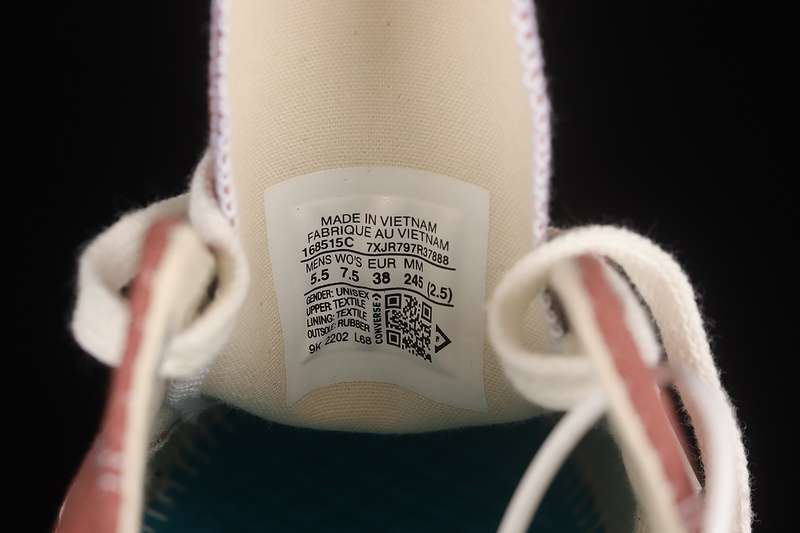 MADE IN VIETNAM
FABRIQUE AU VIETNAM
168515C 7XJR797R37888
MENS WO'S EUR MM
5.5 7.5 38 245 (2.5)
GENDER: UNISEX
UPPER: TEXTILE
LINING: TEXTILE
OUTSOLE: RUBBER
9K 2202 L68
CONVERSE